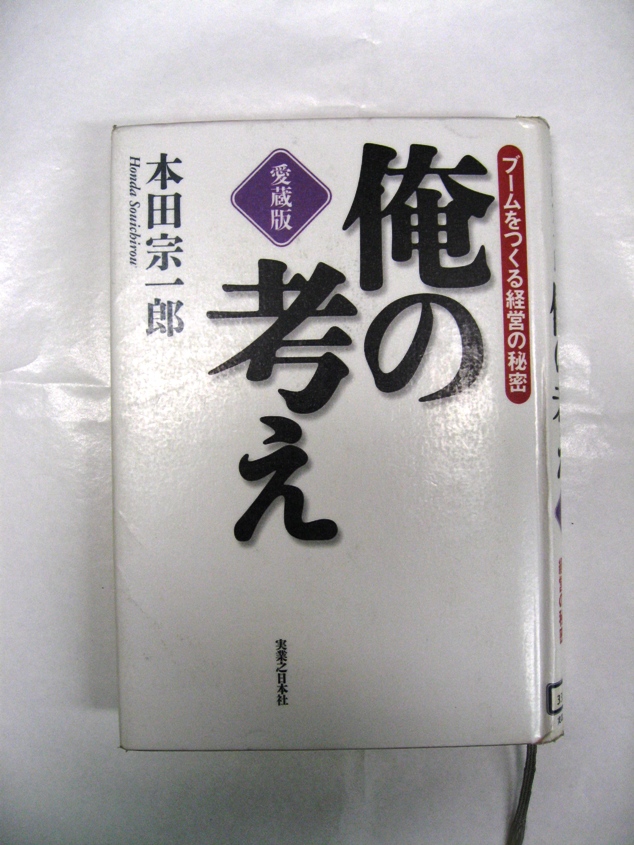 ブームをつくる経営の秘密
俺の
考え
愛蔵版
本田宗一郎
Honda Souichirou
実業之日本社